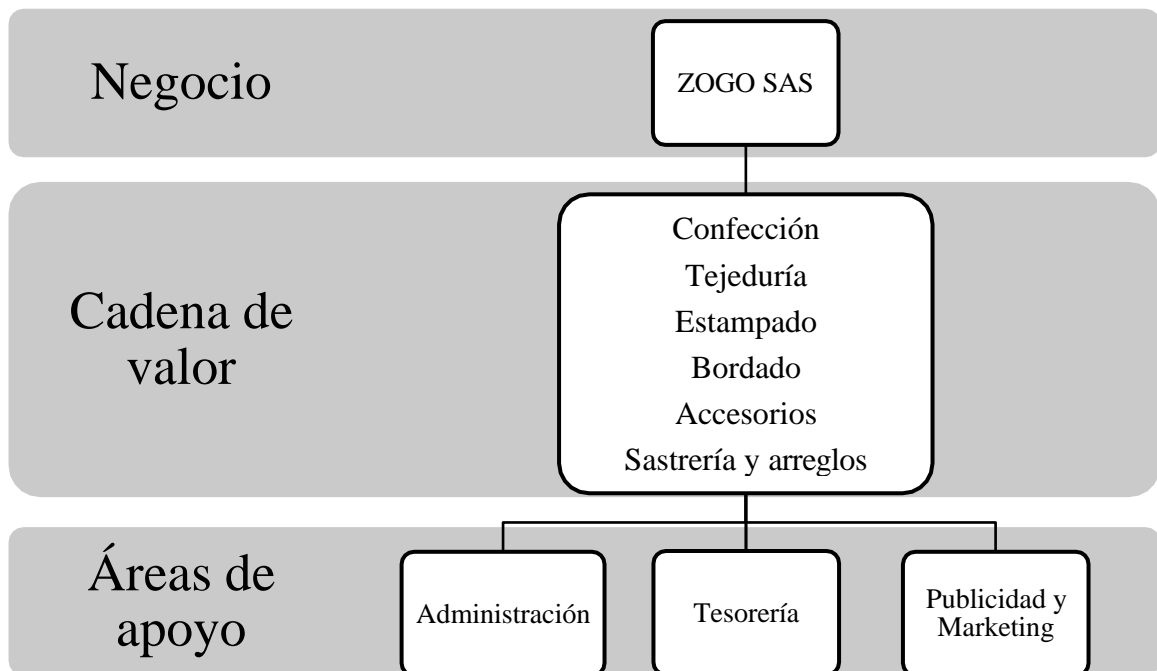 Negocio
ZOGO SAS
Cadena de
valor
Confección
Tejeduría
Estampado
Bordado
Accesorios
Sastrería y arreglos
Áreas de
apoyo
Administración
Tesorería
Publicidad y
Marketing